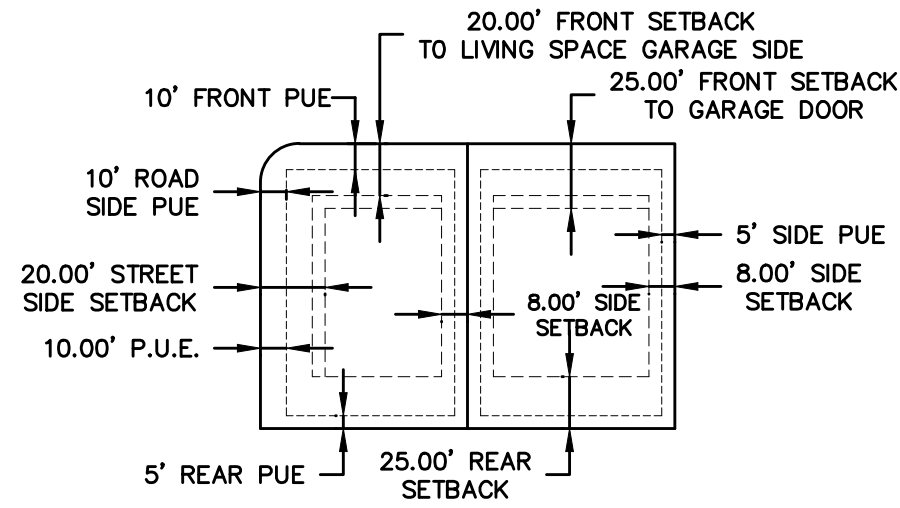 20.00' FRONT SETBACK
TO LIVING SPACE GARAGE SIDE
25.00' FRONT SETBACK
TO GARAGE DOOR
10' FRONT PUE
10' ROAD
SIDE PUE
5' SIDE PUE
20.00' STREET
SIDE SETBACK
8.00' SIDE
SETBACK
8.00' SIDE
SETBACK
10.00' P.U.E.
5' REAR PUE
25.00' REAR
SETBACK